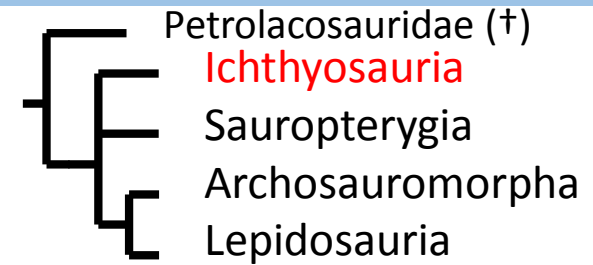 Petrolacosauridae (†)
Ichthyosauria
Sauropterygia
Archosauromorpha
Lepidosauria